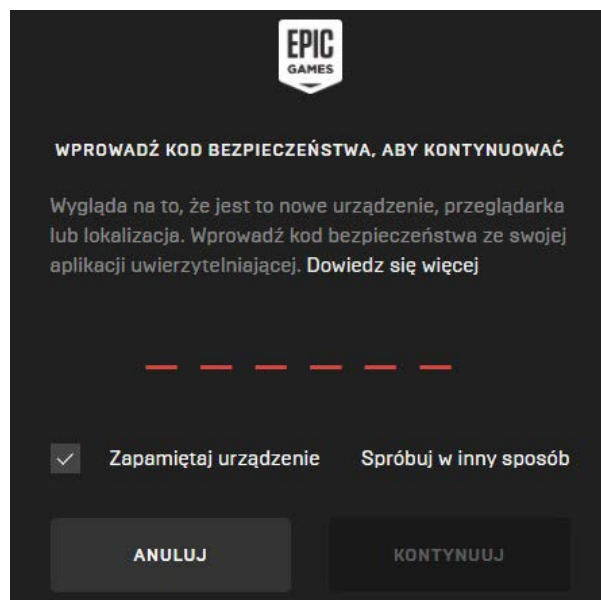 EPIC
GAMES
WPROWADŹ KOD BEZPIECZEŃSTWA, ABY KONTYNUOWAĆ
Wygląda na to, że jest to nowe urządzenie, przeglądarka
lub lokalizacja. Wprowadź kod bezpieczeństwa ze swojej
aplikacji uwierzytelniającej. Dowiedz się więcej
Zapamiętaj urządzenie Spróbuj w inny sposób
ANULUJ KONTYNUUJ